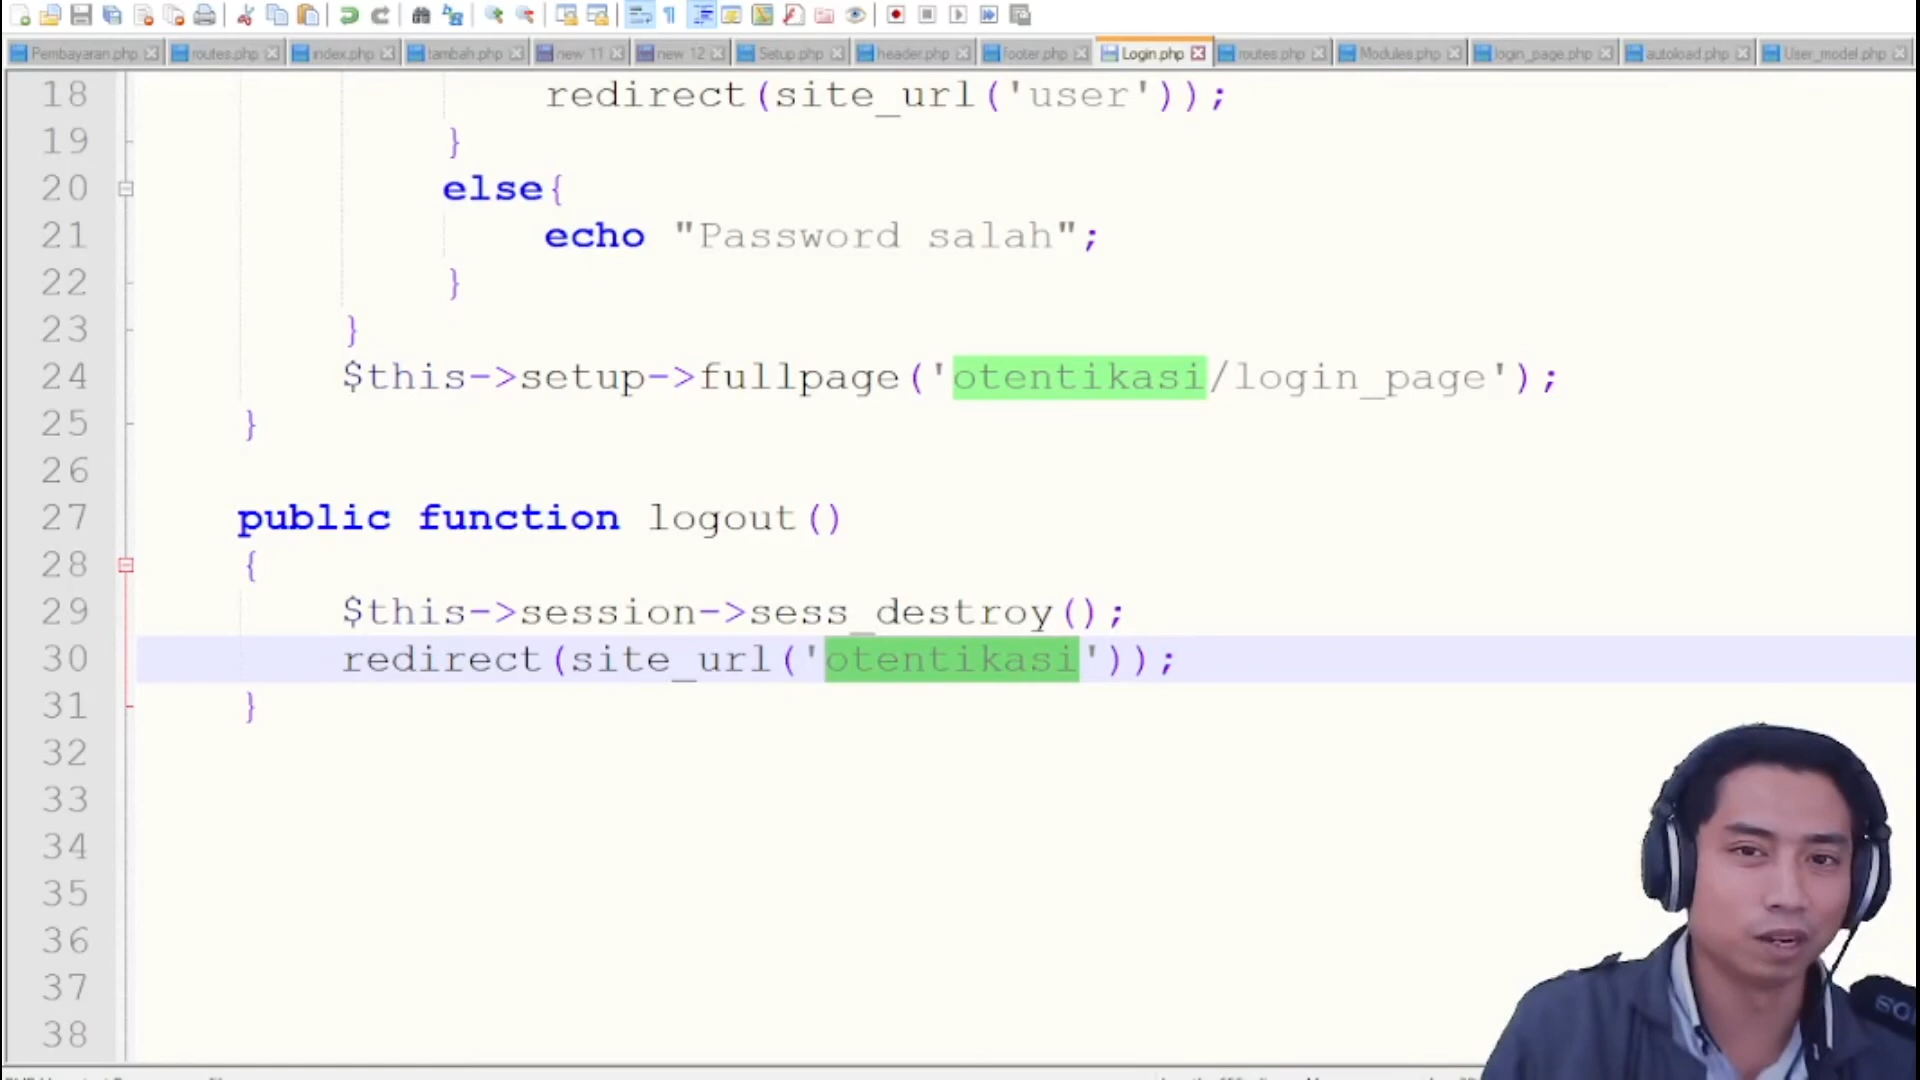 Pembayaran.php routes.php index.php tambah.php new 11 new 12 Setup.php header.php footer.php Login.php routes.php Modules.php login_page.php autoload.php User_model.php
18 redirect(site_url('user'));
19 }
20 else{
21 echo "Password salah";
22 }
23 }
24 $this->setup->fullpage('otentikasi/login_page');
25 }
26
27 public function logout()
28 {
29 $this->session->sess_destroy();
30 redirect(site_url('otentikasi'));
31 }
32
33
34
35
36
37
38